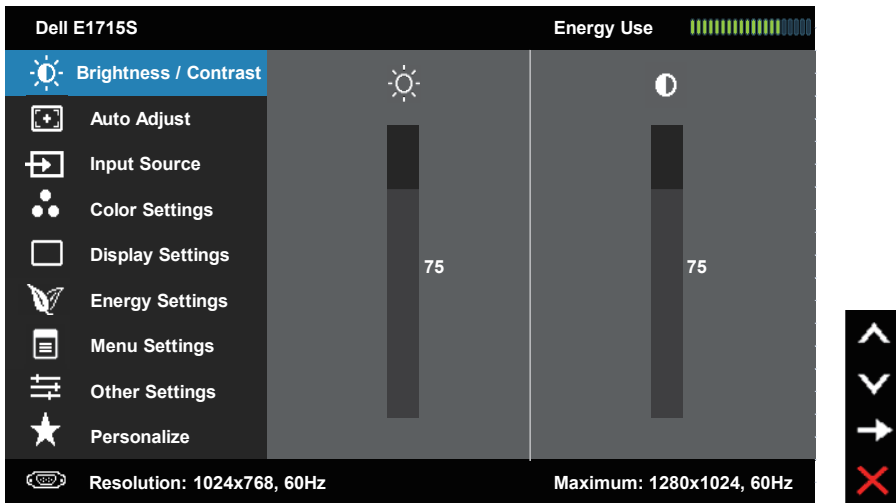 Dell E1715S
Energy Use
Brightness / Contrast
Auto Adjust
Input Source
Color Settings
Display Settings
Energy Settings
Menu Settings
Other Settings
Personalize
75
75
Resolution: 1024x768, 60Hz
Maximum: 1280x1024, 60Hz